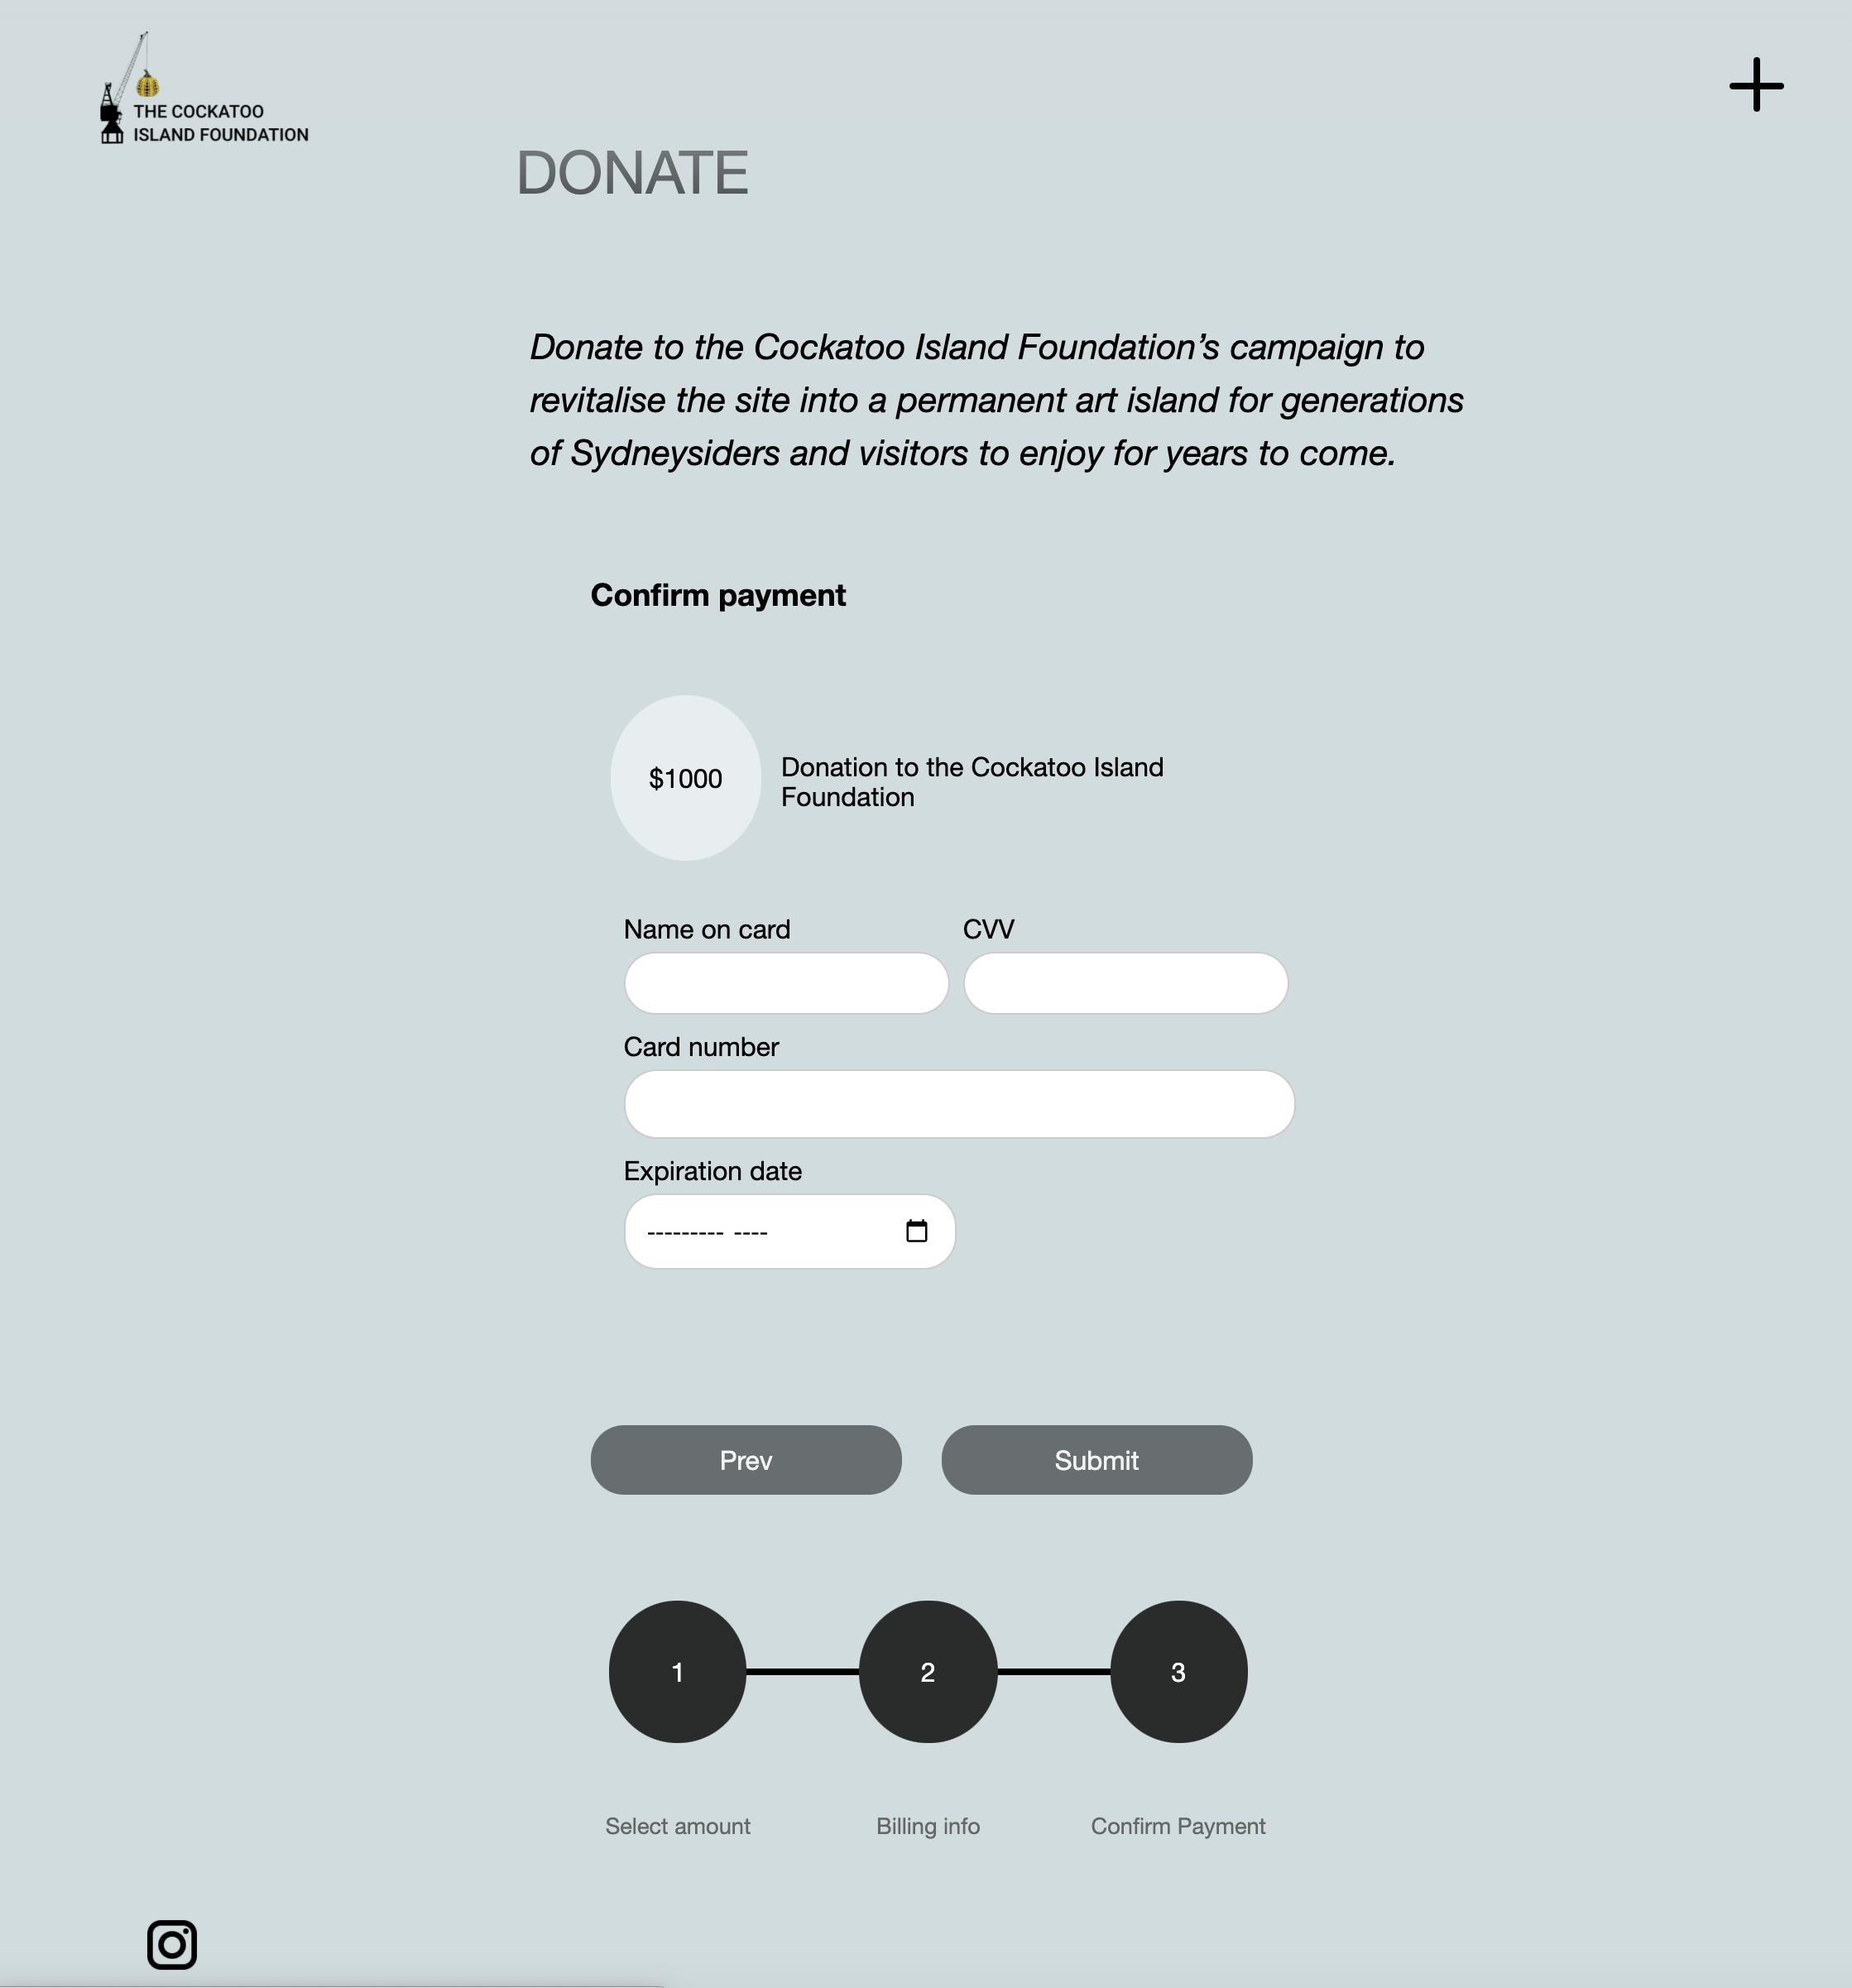 THE COCKATOO
ISLAND FOUNDATION
DONATE
Donate to the Cockatoo Island Foundation’s campaign to
revitalise the site into a permanent art island for generations
of Sydneysiders and visitors to enjoy for years to come.
Confirm payment
$1000
Donation to the Cockatoo Island
Foundation
Name on card CVV
Card number
Expiration date
--------- ----
Prev Submit
1 2 3
Select amount Billing info Confirm Payment